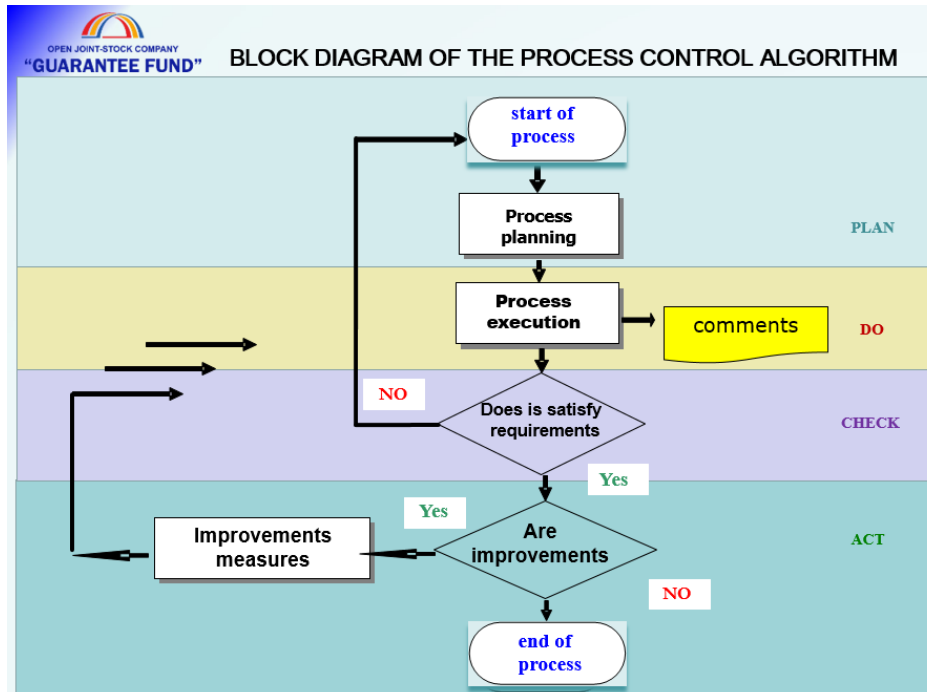 OPEN JOINT-STOCK COMPANY
“GUARANTEE FUND”
BLOCK DIAGRAM OF THE PROCESS CONTROL ALGORITHM
start of
process
Process
planning
PLAN
Process
execution
comments
DO
NO
Does is satisfy
requirements
CHECK
Yes
Yes
Improvements
measures
Are
improvements
ACT
NO
end of
process